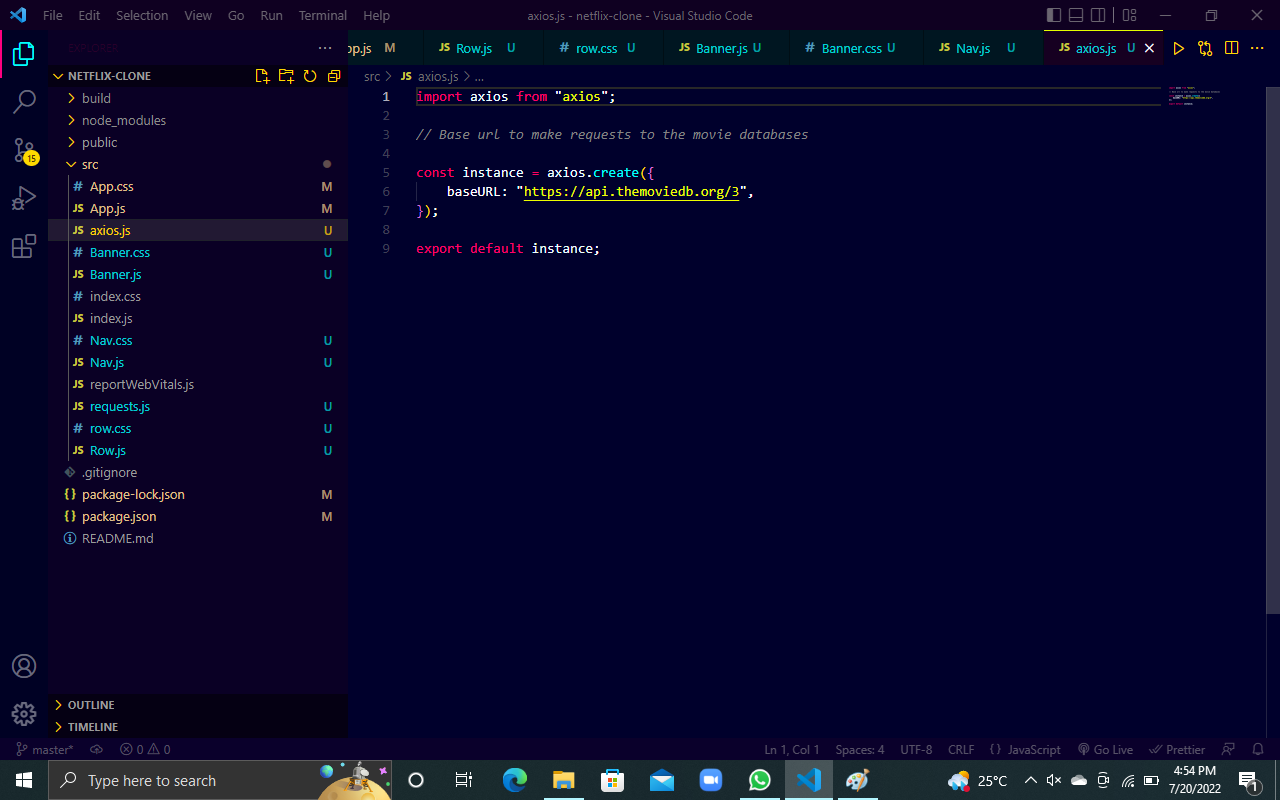 File Edit Selection View Go Run Terminal Help axios.js - netflix-clone - Visual Studio Code
EXPLORER ...
pp.js M JS Row.js U # row.css U JS Banner.js U # Banner.css U JS Nav.js U JS axios.js U
NETFLIX-CLONE
src > JS axios.js > ...
build
node_modules
public
src
# App.css M
JS App.js M
JS axios.js U
# Banner.css U
JS Banner.js U
# index.css
JS index.js
# Nav.css U
JS Nav.js U
JS reportWebVitals.js
JS requests.js U
# row.css U
JS Row.js U
.gitignore
{} package-lock.json M
{} package.json M
README.md
15
OUTLINE
TIMELINE
1 import axios from "axios";
2
3 // Base url to make requests to the movie databases
4
5 const instance = axios.create({
6 baseURL: "https://api.themoviedb.org/3",
7 });
8
9 export default instance;
master* 0 0 Ln 1, Col 1 Spaces: 4 UTF-8 CRLF {} JavaScript Go Live Prettier
Type here to search 25°C 4:54 PM
7/20/2022 1